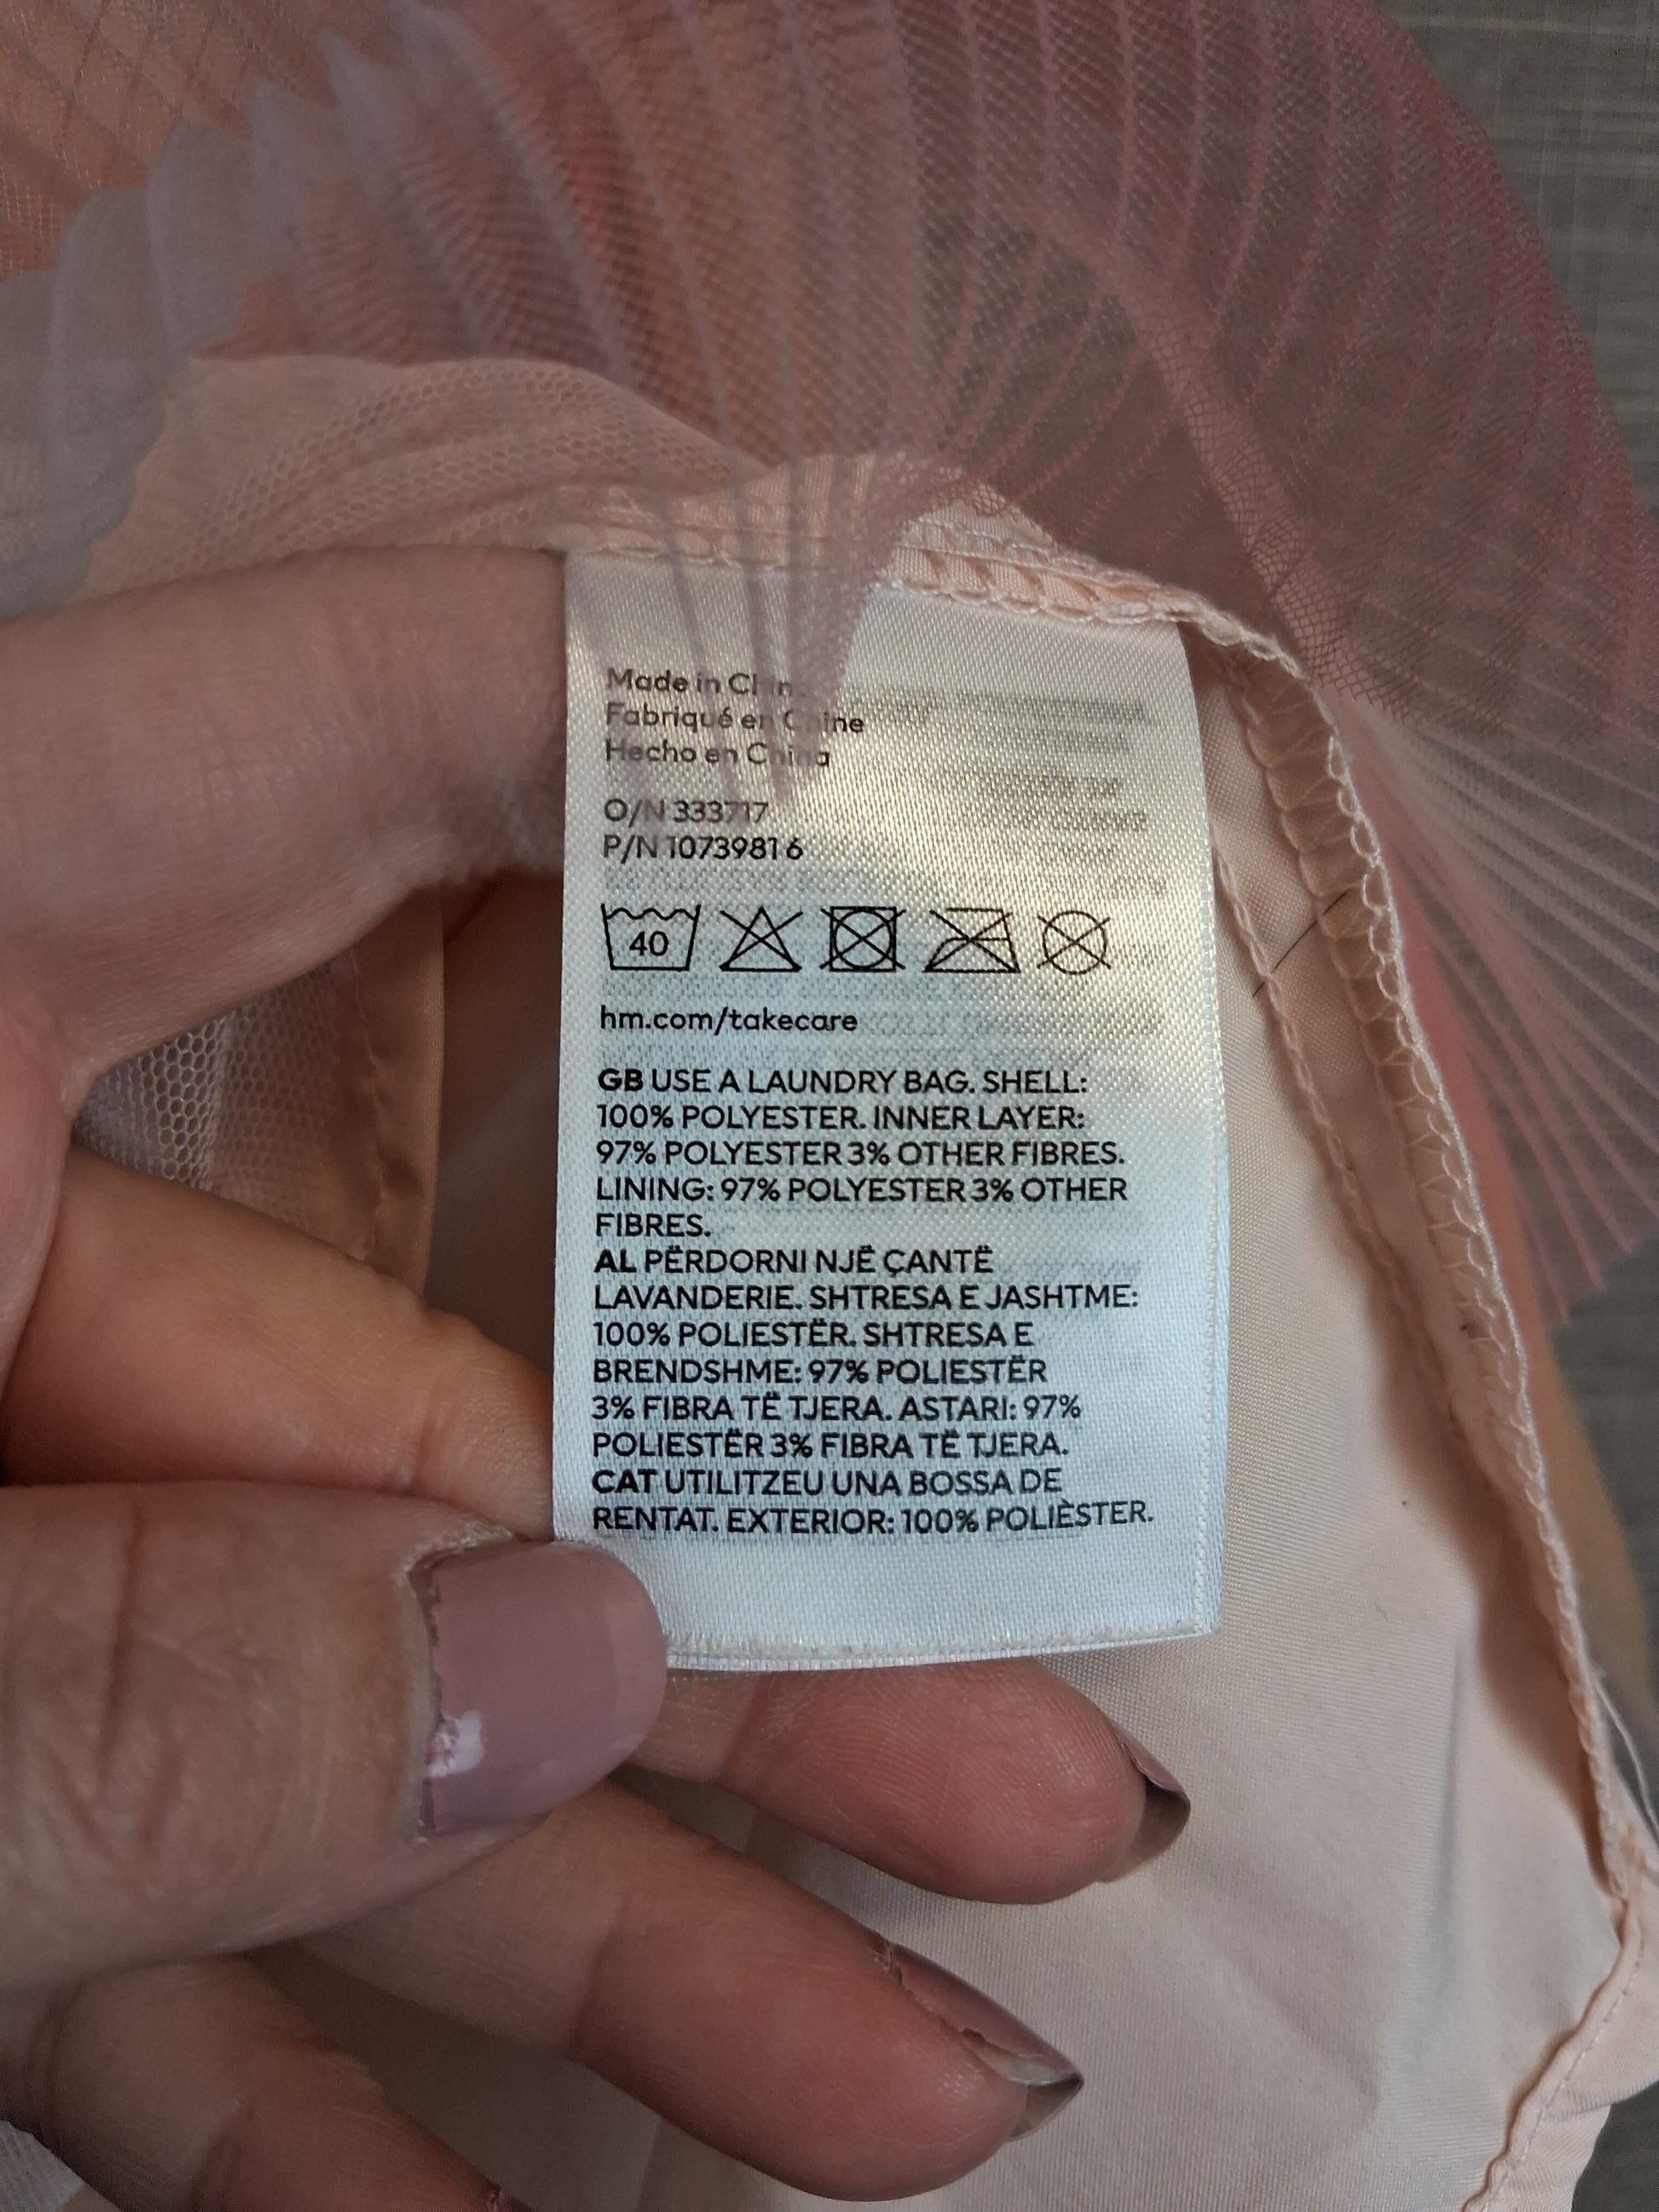 Made in China
Fabriqué en Chine
Hecho en China
O/N 333717
P/N 10739816
40
hm.com/takecare
GB USE A LAUNDRY BAG. SHELL:
100% POLYESTER. INNER LAYER:
97% POLYESTER 3% OTHER FIBRES.
LINING: 97% POLYESTER 3% OTHER
FIBRES.
AL PËRDORNI NJË ÇANTË
LAVANDERIE. SHTRESA E JASHTME:
100% POLIESTËR. SHTRESA E
BRENDSHME: 97% POLIESTËR
3% FIBRA TË TJERA. ASTARI: 97%
POLIESTËR 3% FIBRA TË TJERA.
CAT UTILITZEU UNA BOSSA DE
RENTAT. EXTERIOR: 100% POLIÈSTER.